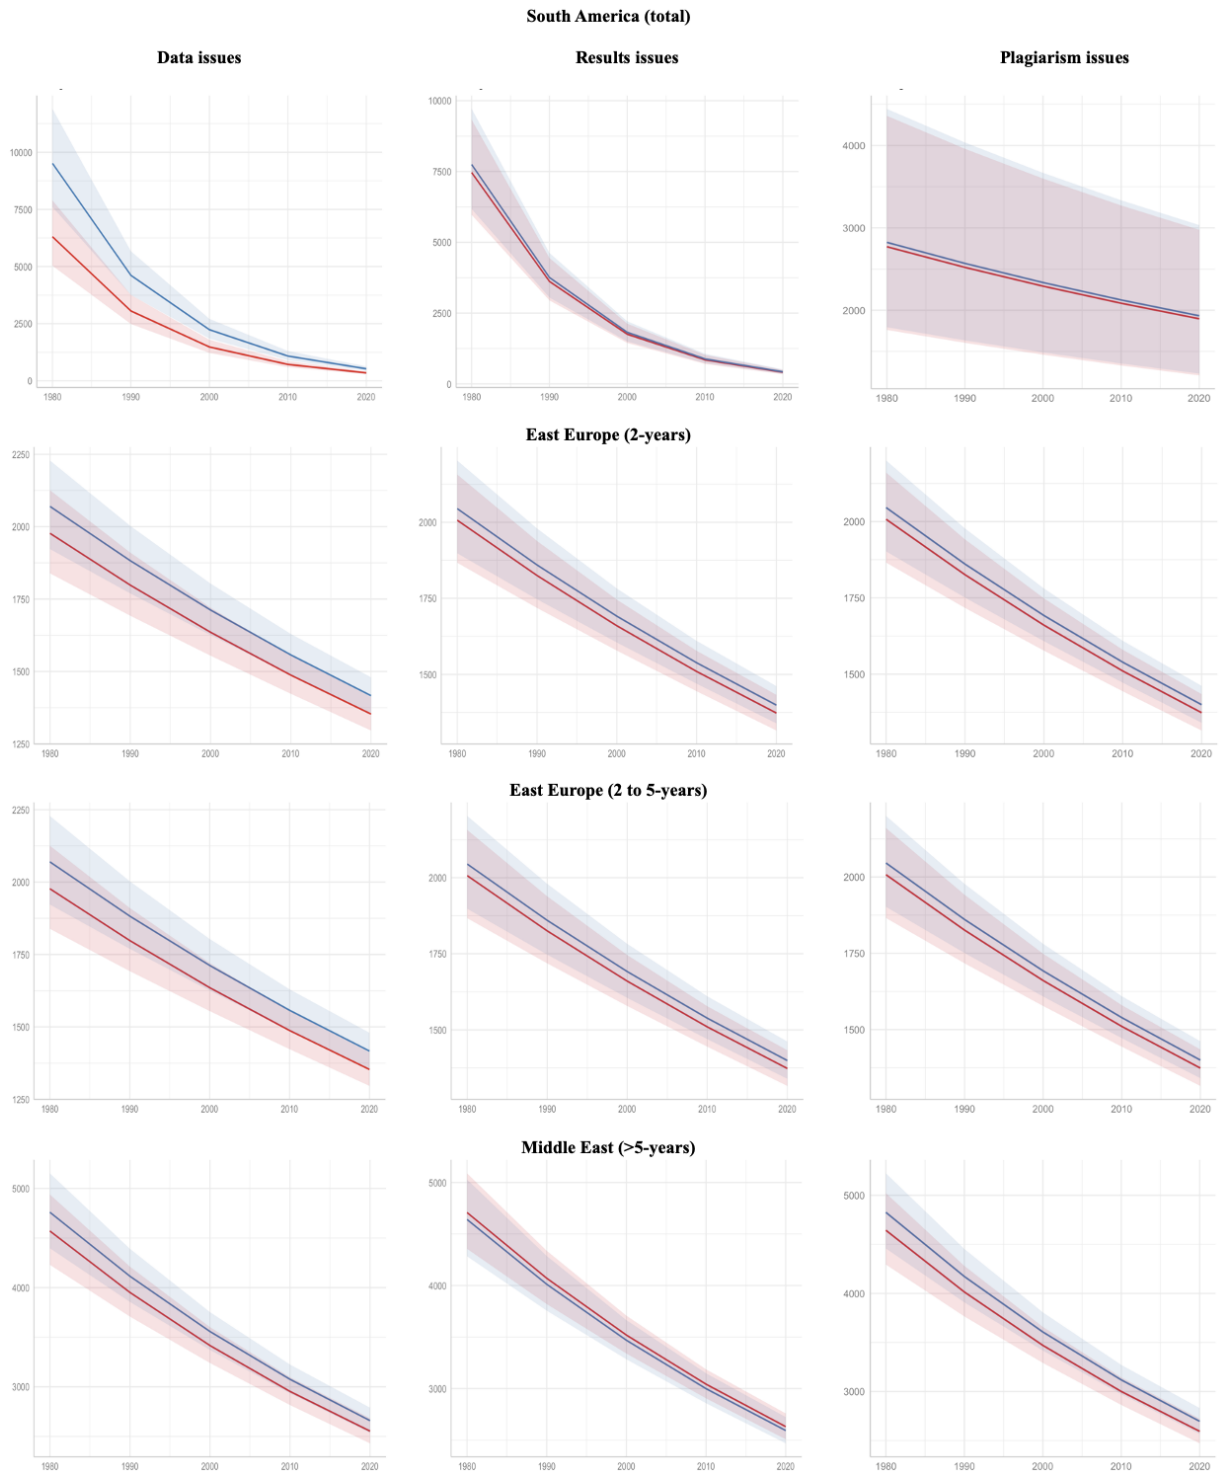 South America (total)
Data issues Results issues Plagiarism issues
10000
7500
5000
2500
0
1980 1990 2000 2010 2020
10000
7500
5000
2500
0
1980 1990 2000 2010 2020
4000
3000
2000
1980 1990 2000 2010 2020
East Europe (2-years)
2250
2000
1750
1500
1250
1980 1990 2000 2010 2020
2000
1750
1500
1980 1990 2000 2010 2020
2000
1750
1500
1980 1990 2000 2010 2020
East Europe (2 to 5-years)
2250
2000
1750
1500
1250
1980 1990 2000 2010 2020
2000
1750
1500
1980 1990 2000 2010 2020
2000
1750
1500
1980 1990 2000 2010 2020
Middle East (>5-years)
5000
4000
3000
1980 1990 2000 2010 2020
5000
4000
3000
1980 1990 2000 2010 2020
5000
4000
3000
1980 1990 2000 2010 2020